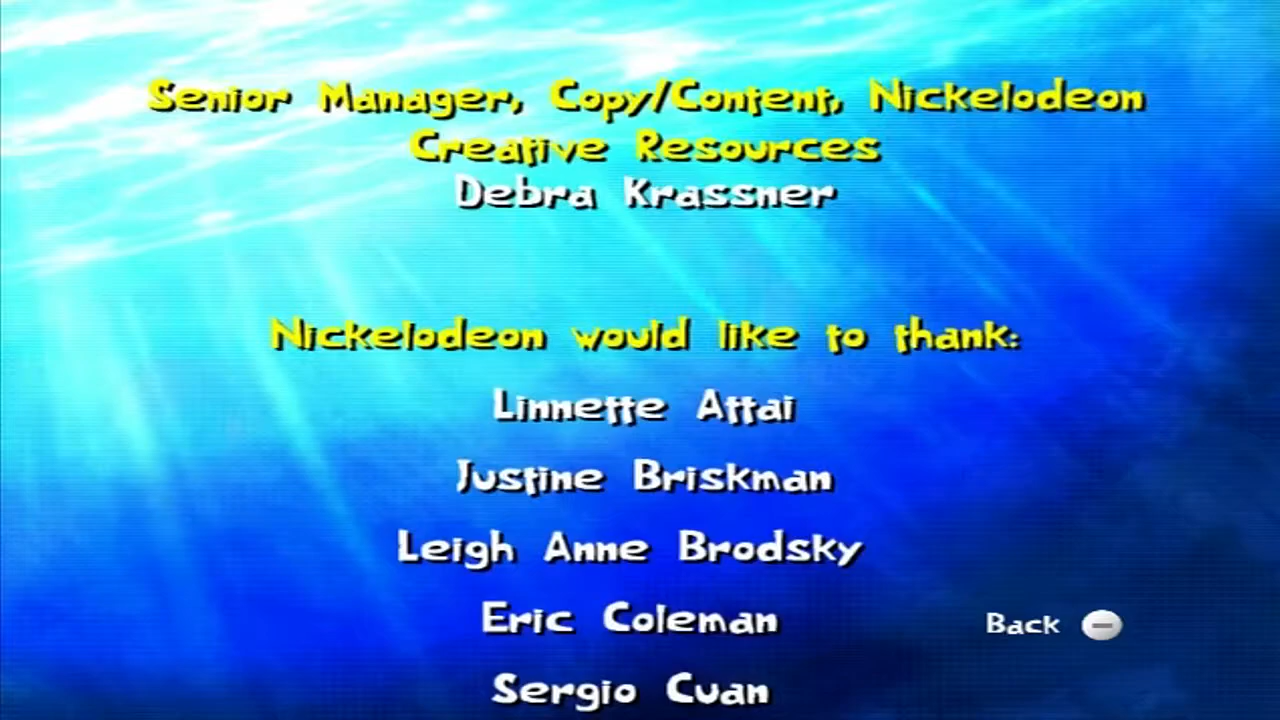 Senior Manager, Copy/Content, Nickelodeon
Creative Resources
Debra Krassner
Nickelodeon would like to thank:
Linnette Attai
Justine Briskman
Leigh Anne Brodsky
Eric Coleman
Back
Sergio Cuan